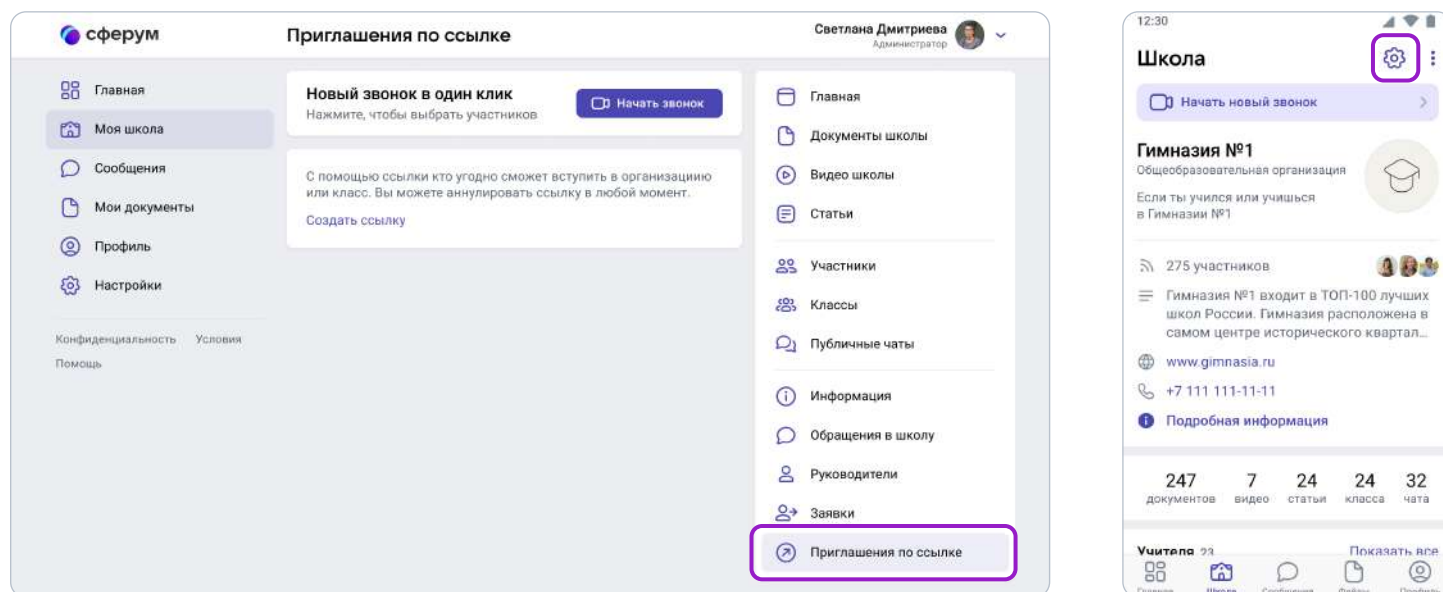 сферум
Приглашения по ссылке
Светлана Дмитриева
Администратор
Главная
Моя школа
Сообщения
Мои документы
Профиль
Настройки
Конфиденциальность Условия
Помощь
Новый звонок в один клик
Нажмите, чтобы выбрать участников
Начать звонок
С помощью ссылки кто угодно сможет вступить в организациию
или класс. Вы можете аннулировать ссылку в любой момент.
Создать ссылку
Главная
Документы школы
Видео школы
Статьи
Участники
Классы
Публичные чаты
Информация
Обращения в школу
Руководители
Заявки
Приглашения по ссылке
12:30
Школа
Начать новый звонок
Гимназия №1
Общеобразовательная организация
Если ты учился или учишься
в Гимназии №1
275 участников
Гимназия №1 входит в ТОП-100 лучших
школ России. Гимназия расположена в
самом центре исторического квартал...
www.gimnasia.ru
+7 111 111-11-11
Подробная информация
247 7 24 24 32
документов видео статьи класса чата
Учителя 23 Показать все
Главная Школа Сообщения Файлы Профиль